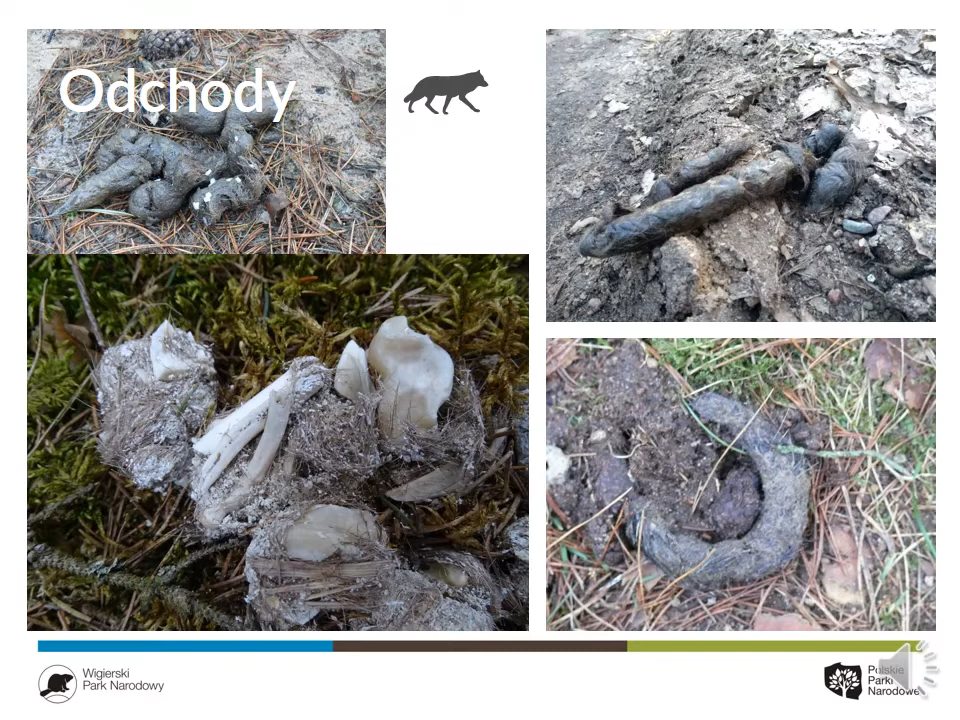 Odchody
Wigierski
Park Narodowy
Polskie
Parki
Narodowe